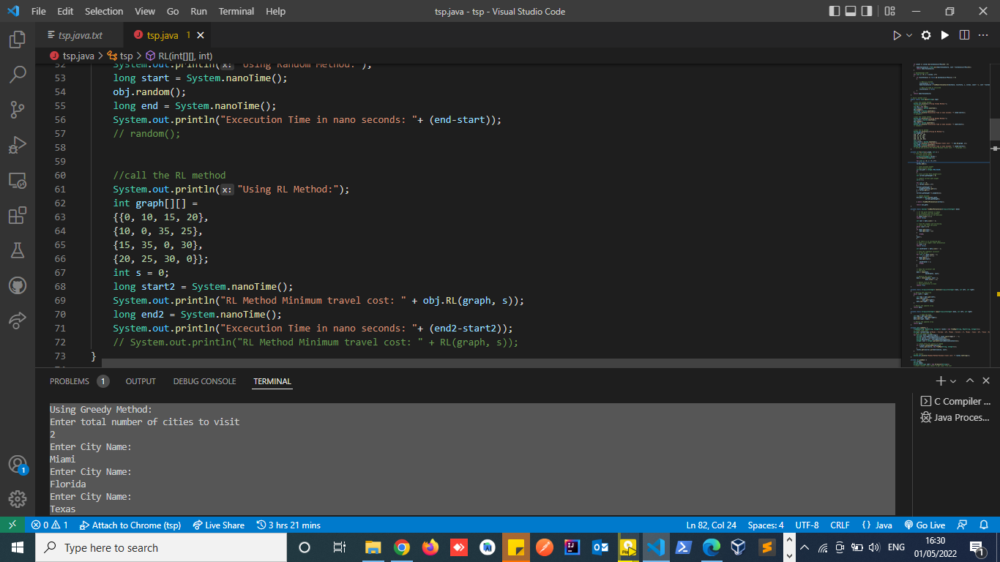 File Edit Selection View Go Run Terminal Help
tsp.java - tsp - Visual Studio Code
tsp.java.txt
tsp.java 1
tsp.java > tsp > RL(int[][], int)
52 System.out.println(x: "Using Random Method:");
53 long start = System.nanoTime();
54 obj.random();
55 long end = System.nanoTime();
56 System.out.println("Excecution Time in nano seconds: "+ (end-start));
57 // random();
58
59
60 //call the RL method
61 System.out.println(x: "Using RL Method:");
62 int graph[][] =
63 {{0, 10, 15, 20},
64 {10, 0, 35, 25},
65 {15, 35, 0, 30},
66 {20, 25, 30, 0}};
67 int s = 0;
68 long start2 = System.nanoTime();
69 System.out.println("RL Method Minimum travel cost: " + obj.RL(graph, s));
70 long end2 = System.nanoTime();
71 System.out.println("Excecution Time in nano seconds: "+ (end2-start2));
72 // System.out.println("RL Method Minimum travel cost: " + RL(graph, s));
73 }
PROBLEMS 1 OUTPUT DEBUG CONSOLE TERMINAL
Using Greedy Method:
Enter total number of cities to visit
2
Enter City Name:
Miami
Enter City Name:
Florida
Enter City Name:
Texas
C Compiler ...
Java Proces...
1
0 1 Attach to Chrome (tsp) Live Share 3 hrs 21 mins
Ln 82, Col 24 Spaces: 4 UTF-8 CRLF {} Java Go Live
Type here to search
ENG
16:30
01/05/2022
1